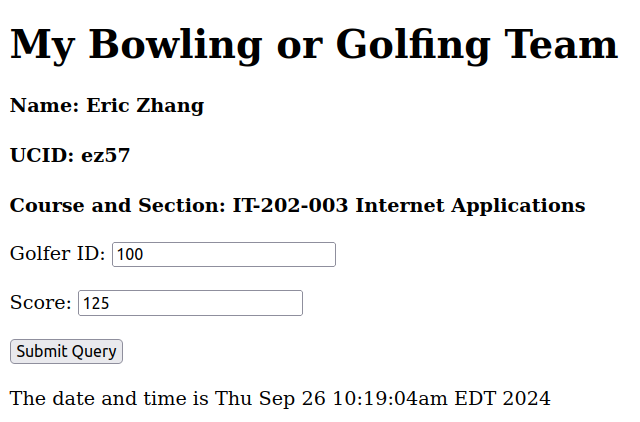 My Bowling or Golfing Team
Name: Eric Zhang
UCID: ez57
Course and Section: IT-202-003 Internet Applications
Golfer ID: 100
Score: 125
Submit Query
The date and time is Thu Sep 26 10:19:04am EDT 2024